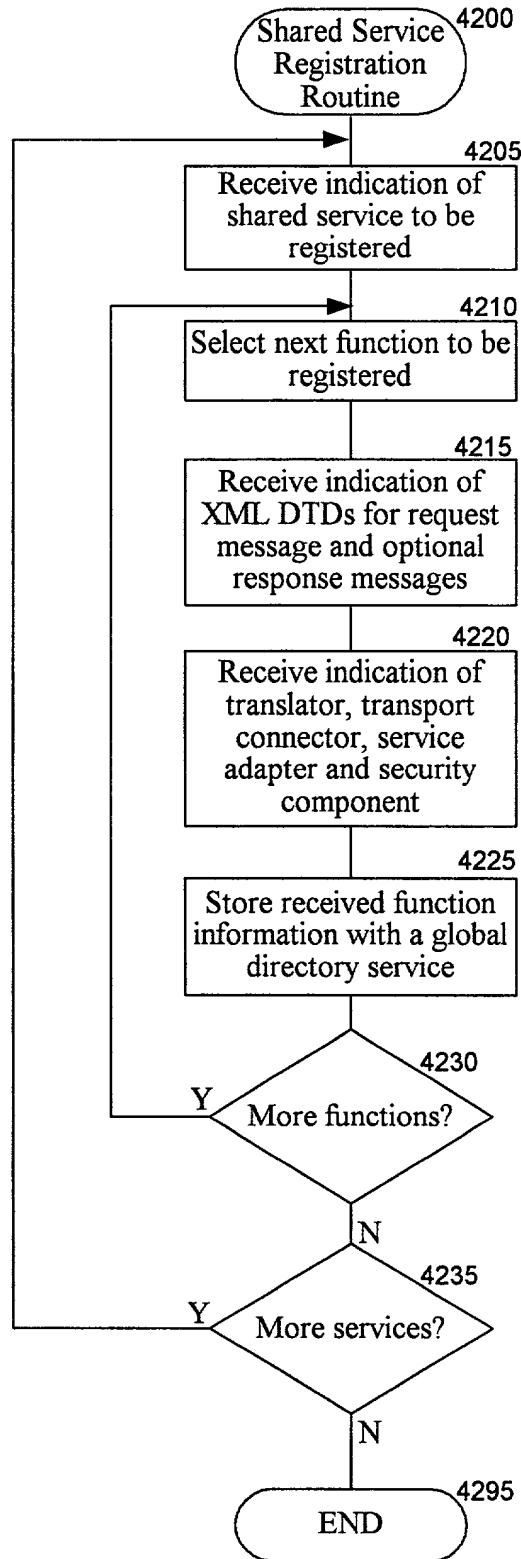 4200
Shared Service
Registration
Routine
4205
Receive indication of
shared service to be
registered
4210
Select next function to be
registered
4215
Receive indication of
XML DTDs for request
message and optional
response messages
4220
Receive indication of
translator, transport
connector, service
adapter and security
component
4225
Store received function
information with a global
directory service
4230
Y
More functions?
N
4235
Y
More services?
N
4295
END